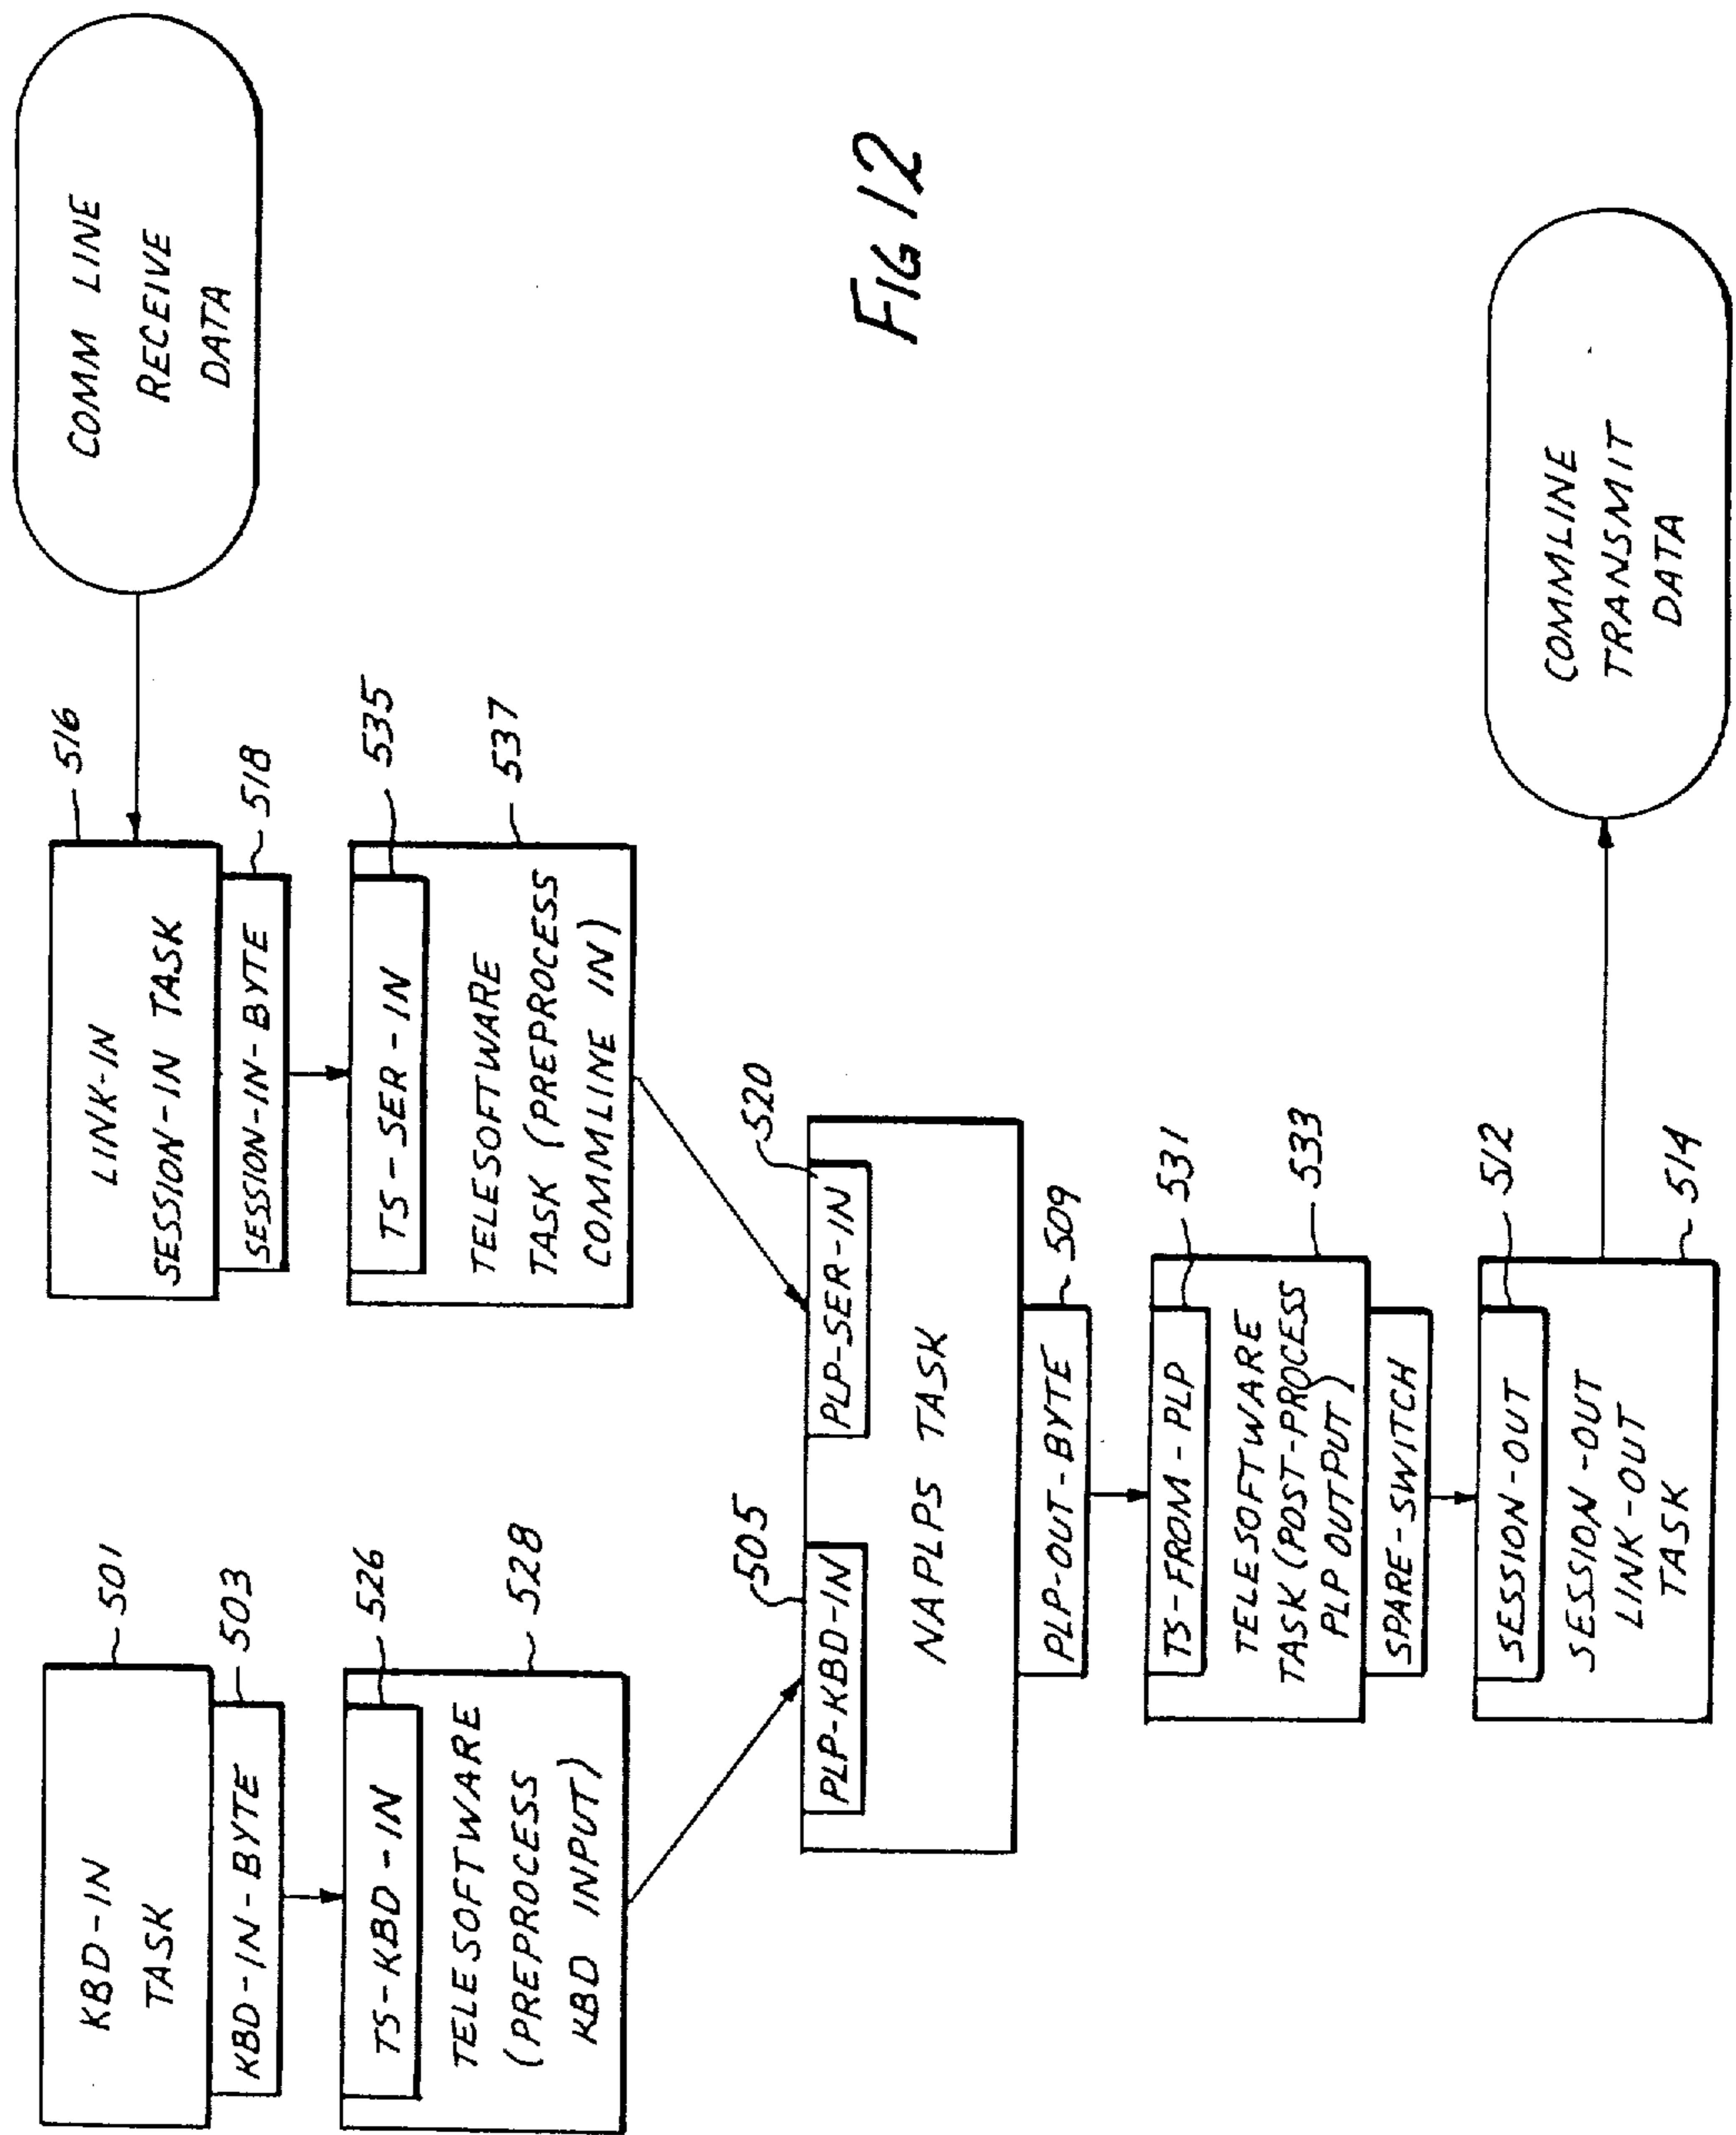 KBD-IN
TASK
501
KBD-IN-BYTE
503
TS-KBD-IN
526
TELESOFTWARE
(PREPROCESS
KBD INPUT)
528
LINK-IN
SESSION-IN TASK
516
SESSION-IN-BYTE
518
TS-SER-IN
535
TELESOFTWARE
TASK (PREPROCESS
COMMLINE IN)
537
COMM LINE
RECEIVE
DATA
PLP-KBD-IN
505
PLP-SER-IN
520
NAPLPS TASK
PLP-OUT-BYTE
509
TS-FROM-PLP
531
TELESOFTWARE
TASK (POST-PROCESS
PLP OUTPUT)
533
SPARE-SWITCH
SESSION-OUT
512
SESSION-OUT
LINK-OUT
TASK
514
COMMLINE
TRANSMIT
DATA
FIG 12